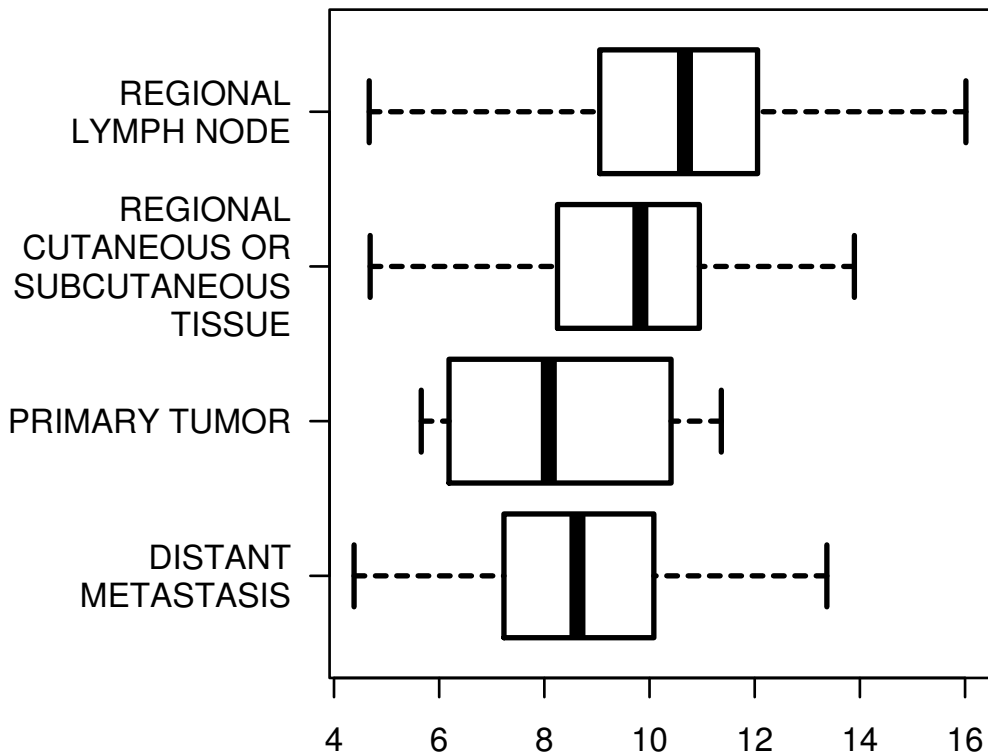 REGIONAL
LYMPH NODE
REGIONAL
CUTANEOUS OR
SUBCUTANEOUS
TISSUE
PRIMARY TUMOR
DISTANT
METASTASIS
4 6 8 10 12 14 16